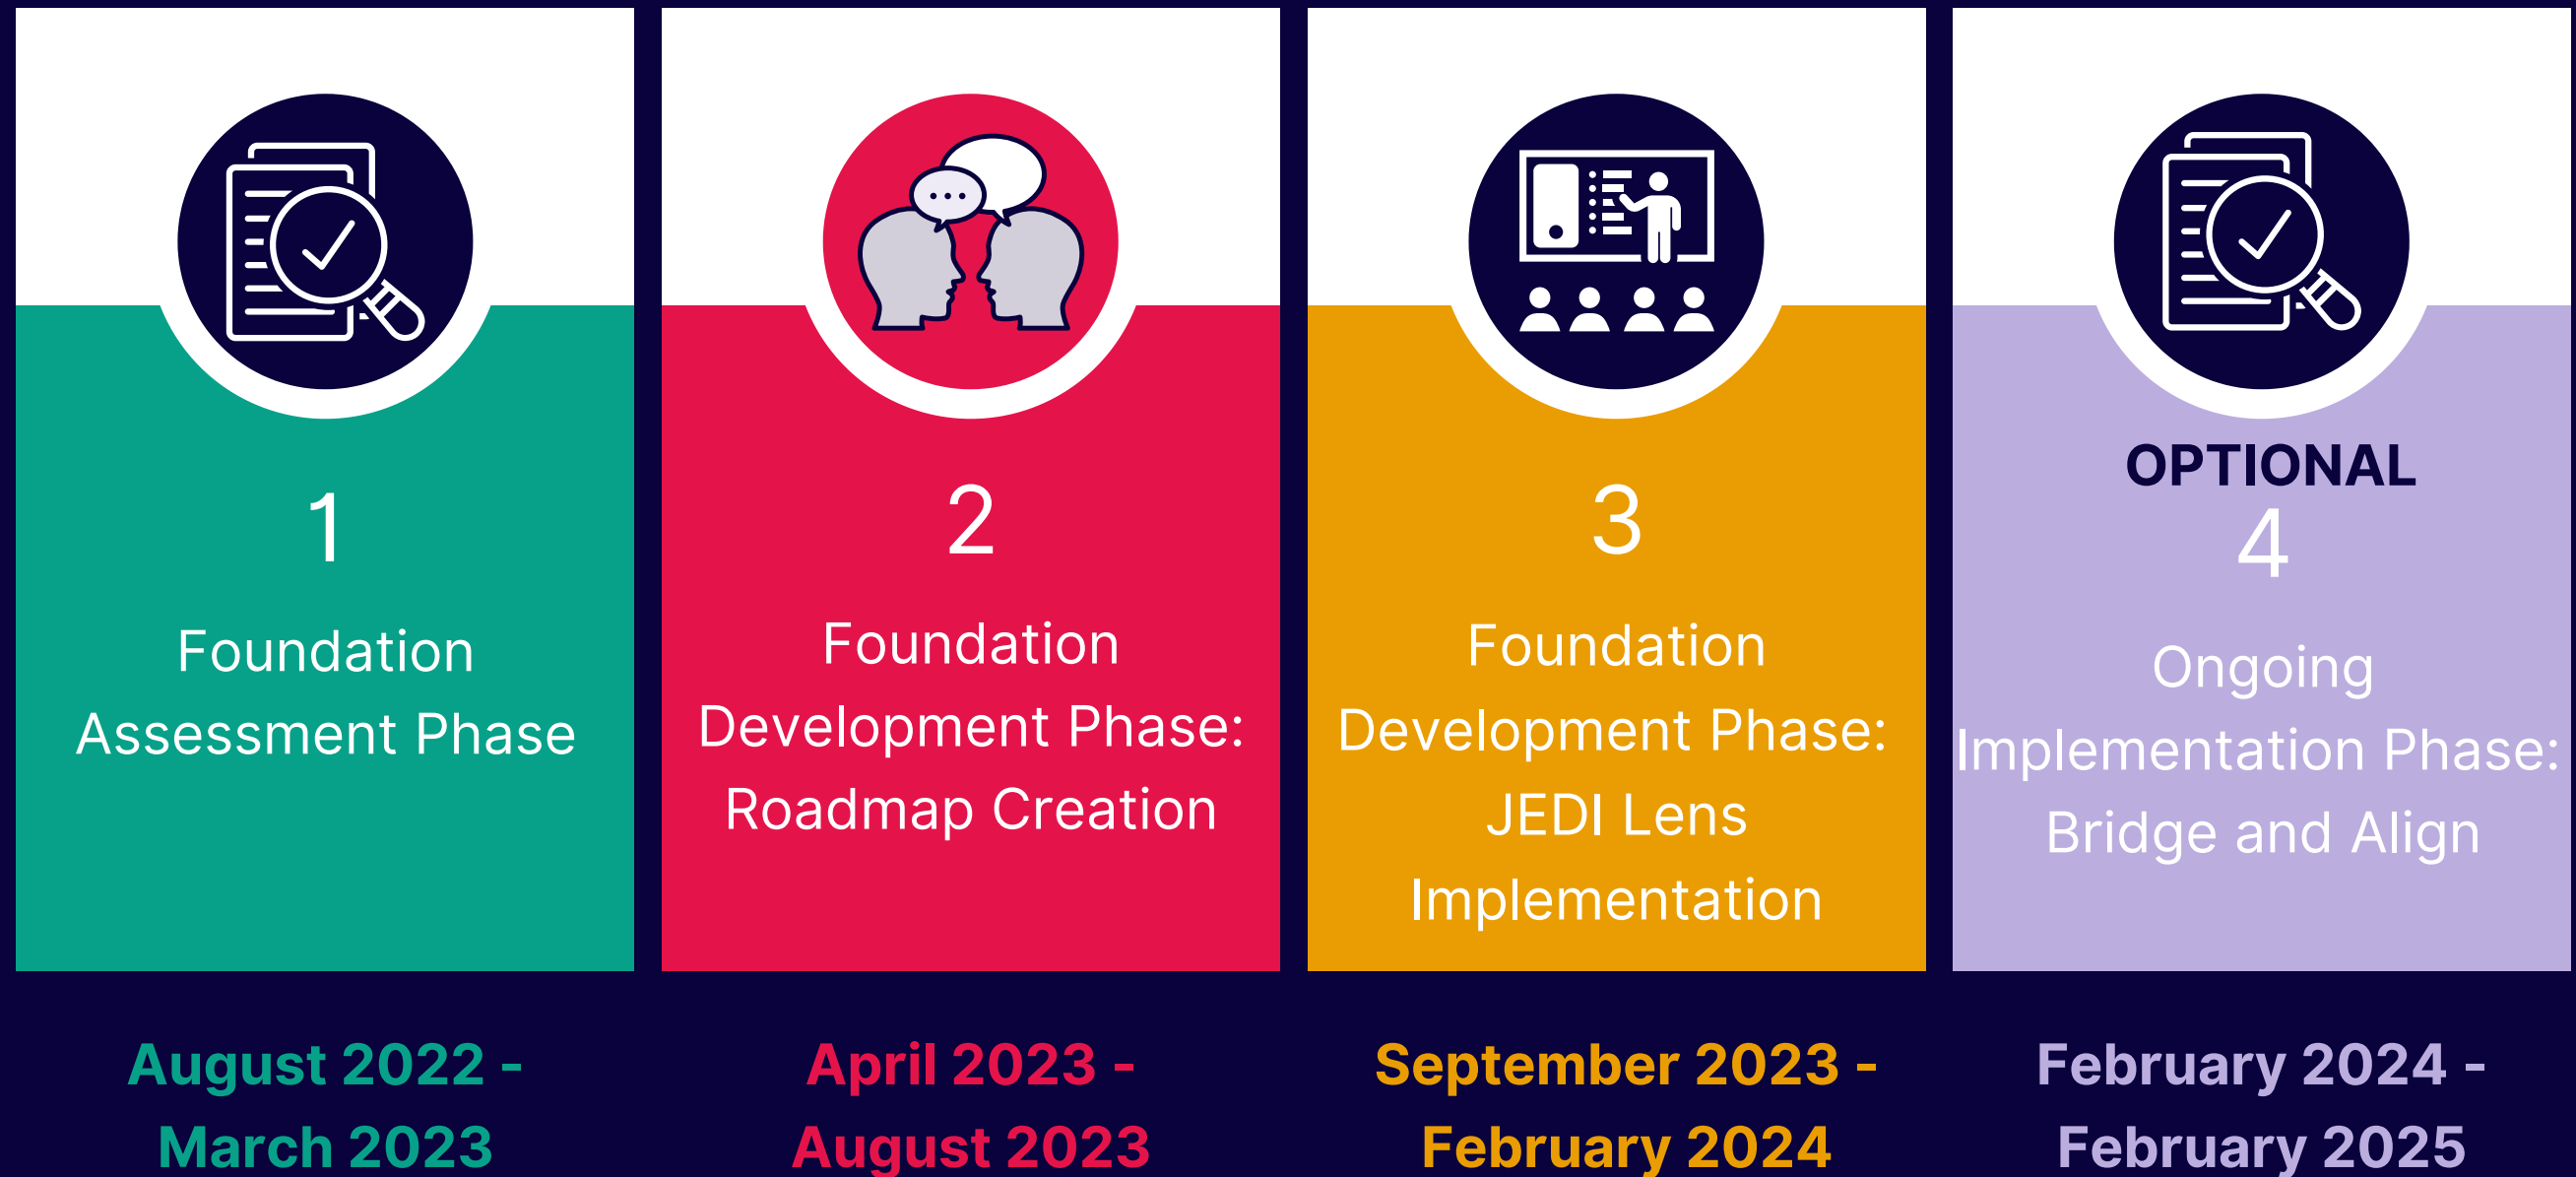 1
Foundation
Assessment Phase
August 2022 -
March 2023
2
Foundation
Development Phase:
Roadmap Creation
April 2023 -
August 2023
3
Foundation
Development Phase:
JEDI Lens
Implementation
September 2023 -
February 2024
OPTIONAL
4
Ongoing
Implementation Phase:
Bridge and Align
February 2024 -
February 2025